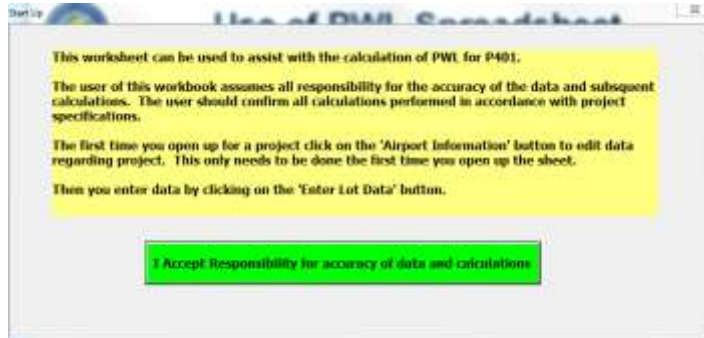 Start Up
Use of PWL Spreadsheet
This worksheet can be used to assist with the calculation of PWL for P401.
The user of this workbook assumes all responsibility for the accuracy of the data and subsquent
calculations. The user should confirm all calculations performed in accordance with project
specifications.
The first time you open up for a project click on the 'Airport Information' button to edit data
regarding project. This only needs to be done the first time you open up the sheet.
Then you enter data by clicking on the 'Enter Lot Data' button.
I Accept Responsibility for accuracy of data and calculations